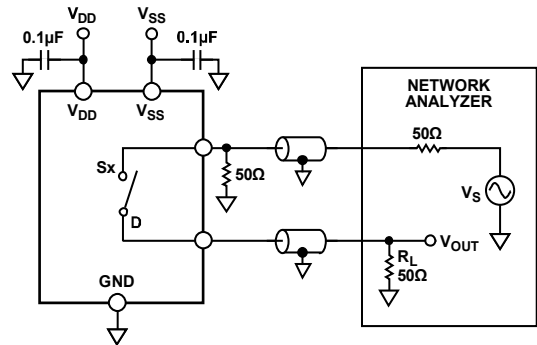 VDD VSS
0.1µF 0.1µF
VDD VSS
NETWORK
ANALYZER
50Ω
Sx
50Ω
VS
D
VOUT
RL
50Ω
GND